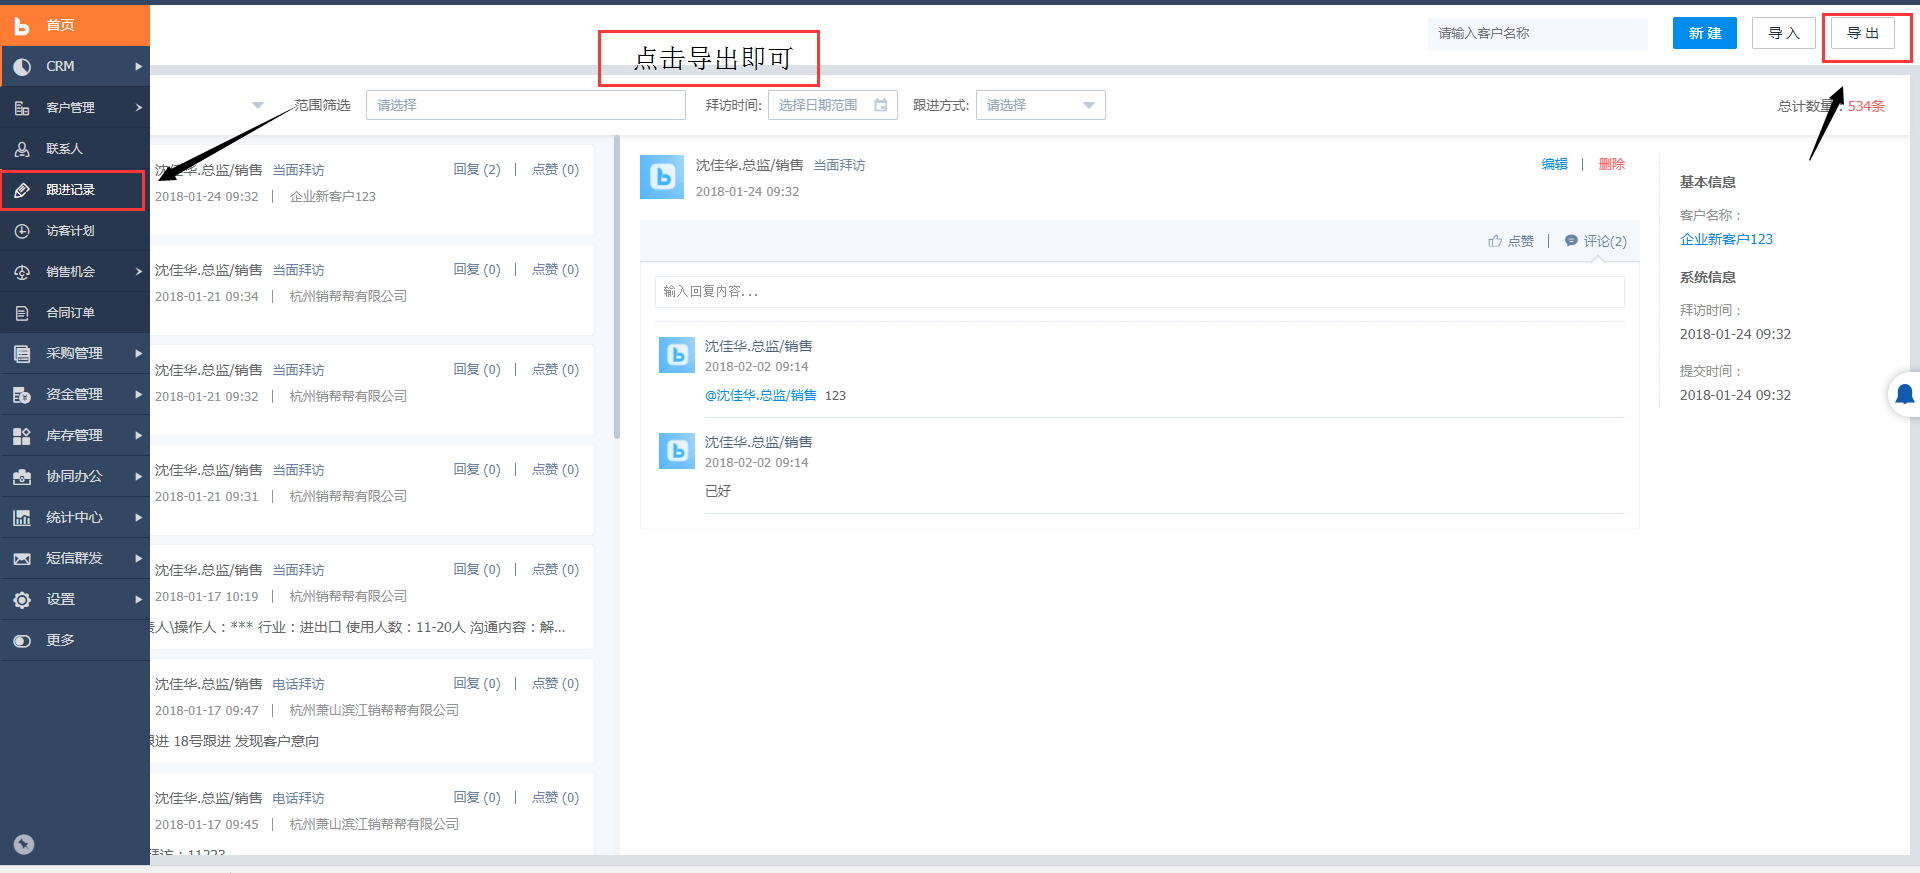 首页
CRM
客户管理
联系人
跟进记录
访客计划
销售机会
合同订单
采购管理
资金管理
库存管理
协同办公
统计中心
短信群发
设置
更多
点击导出即可
请输入客户名称
新 建
导 入
导 出
范围筛选 请选择
拜访时间: 选择日期范围
跟进方式: 请选择
总计数量：534条
沈佳华.总监/销售 当面拜访 回复 (2) | 点赞 (0)
2018-01-24 09:32 | 企业新客户123
沈佳华.总监/销售 当面拜访 回复 (0) | 点赞 (0)
2018-01-21 09:34 | 杭州销帮帮有限公司
沈佳华.总监/销售 当面拜访 回复 (0) | 点赞 (0)
2018-01-21 09:32 | 杭州销帮帮有限公司
沈佳华.总监/销售 当面拜访 回复 (0) | 点赞 (0)
2018-01-21 09:31 | 杭州销帮帮有限公司
沈佳华.总监/销售 当面拜访 回复 (0) | 点赞 (0)
2018-01-17 10:19 | 杭州销帮帮有限公司
人\操作人：*** 行业：进出口 使用人数：11-20人 沟通内容：解...
沈佳华.总监/销售 电话拜访 回复 (0) | 点赞 (0)
2018-01-17 09:47 | 杭州萧山滨江销帮帮有限公司
进 18号跟进 发现客户意向
沈佳华.总监/销售 电话拜访 回复 (0) | 点赞 (0)
2018-01-17 09:45 | 杭州萧山滨江销帮帮有限公司
访：11223
沈佳华.总监/销售 当面拜访
2018-01-24 09:32
编辑 | 删除
点赞 | 评论(2)
输入回复内容...
沈佳华.总监/销售
2018-02-02 09:14
@沈佳华.总监/销售 123
沈佳华.总监/销售
2018-02-02 09:14
已好
基本信息
客户名称：
企业新客户123
系统信息
拜访时间：
2018-01-24 09:32
提交时间：
2018-01-24 09:32